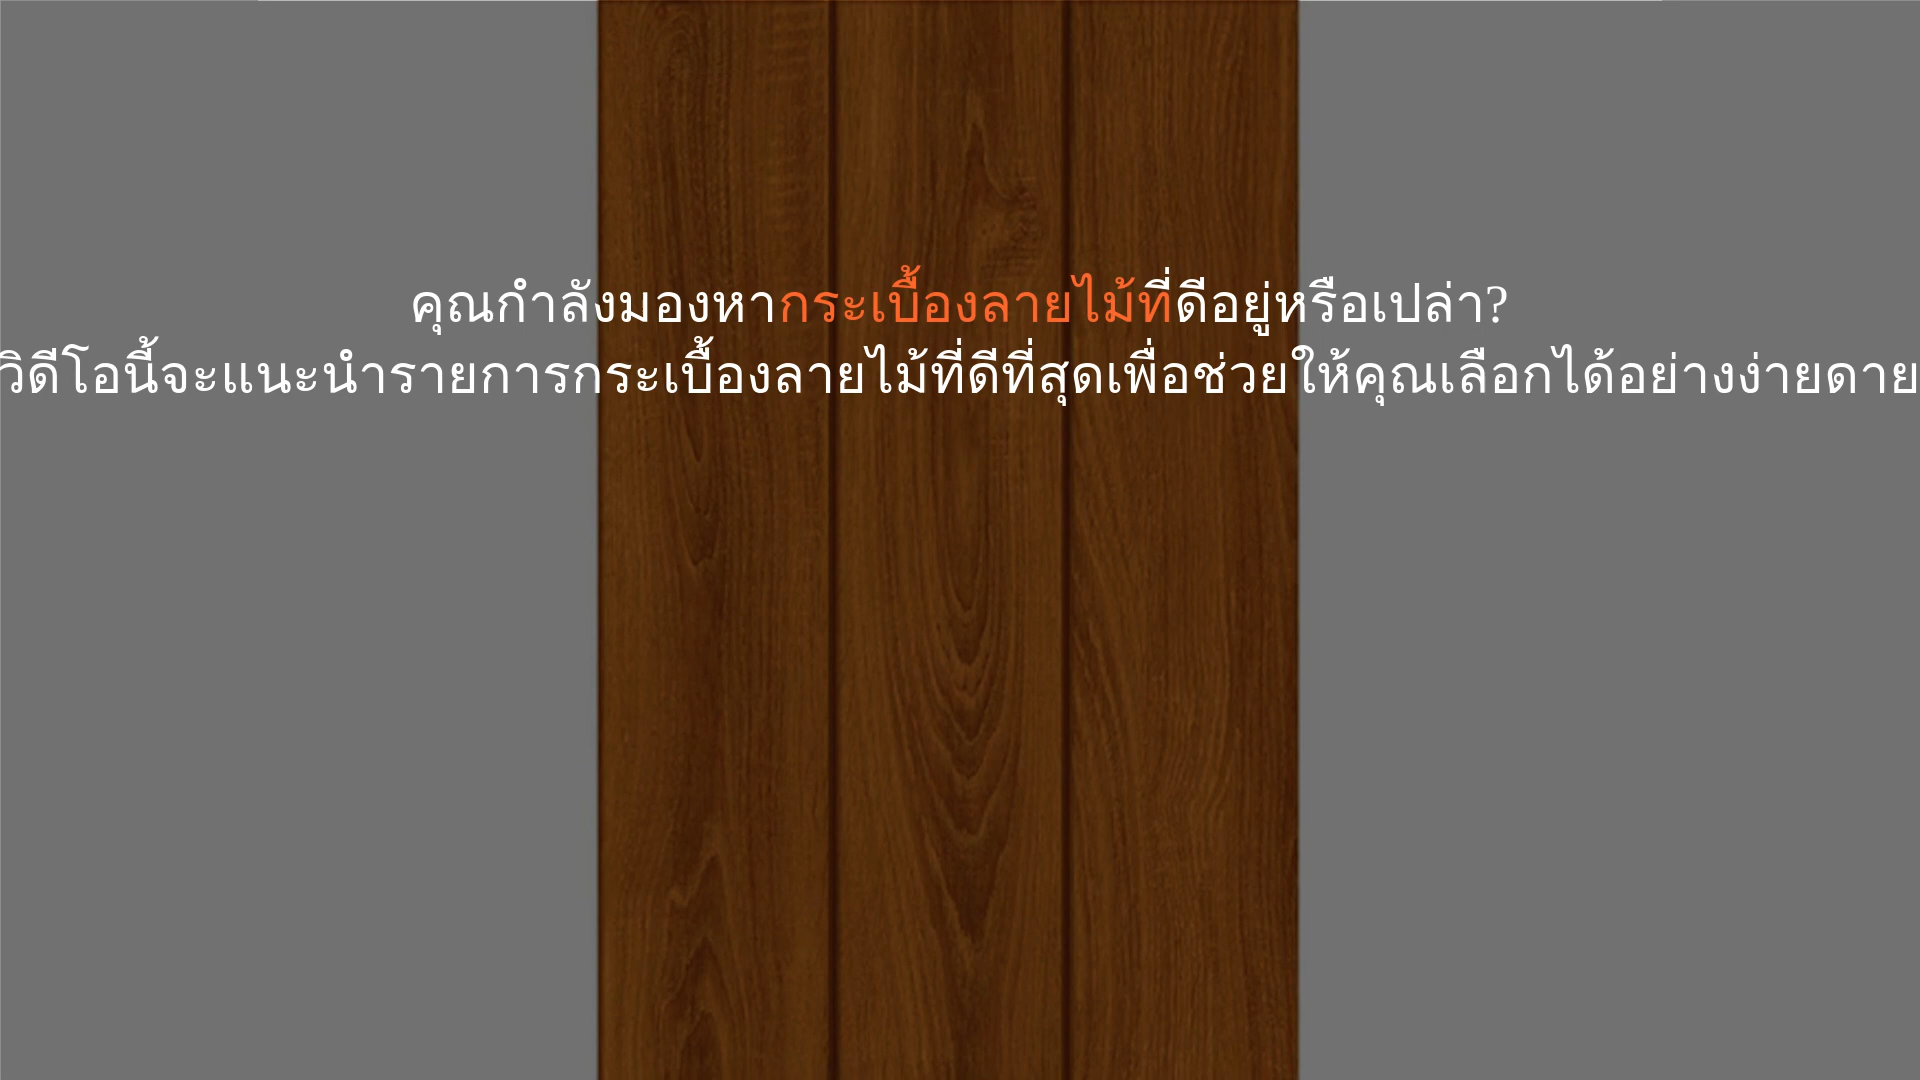 คุณกำลังมองหากระเบื้องลายไม้ที่ดีอยู่หรือเปล่า?
วิดีโอนี้จะแนะนำรายการกระเบื้องลายไม้ที่ดีที่สุดเพื่อช่วยให้คุณเลือกได้อย่างง่ายดาย